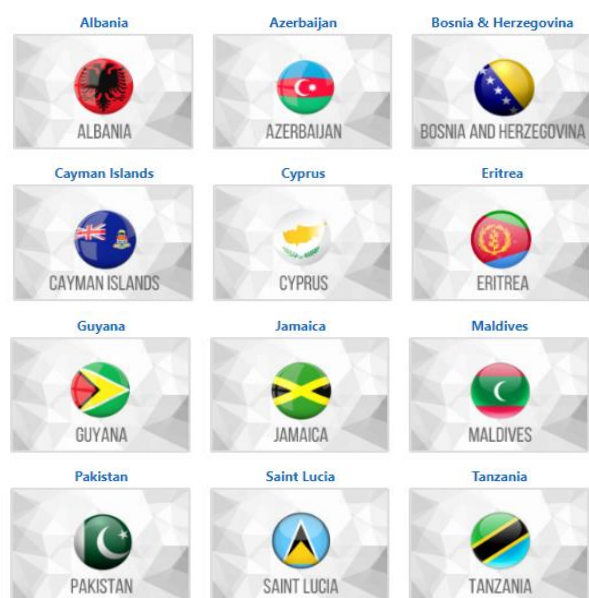 Albania
Azerbaijan
Bosnia & Herzegovina
ALBANIA
AZERBAIJAN
BOSNIA AND HERZEGOVINA
Cayman Islands
Cyprus
Eritrea
CAYMAN ISLANDS
CYPRUS
ERITREA
Guyana
Jamaica
Maldives
GUYANA
JAMAICA
MALDIVES
Pakistan
Saint Lucia
Tanzania
PAKISTAN
SAINT LUCIA
TANZANIA